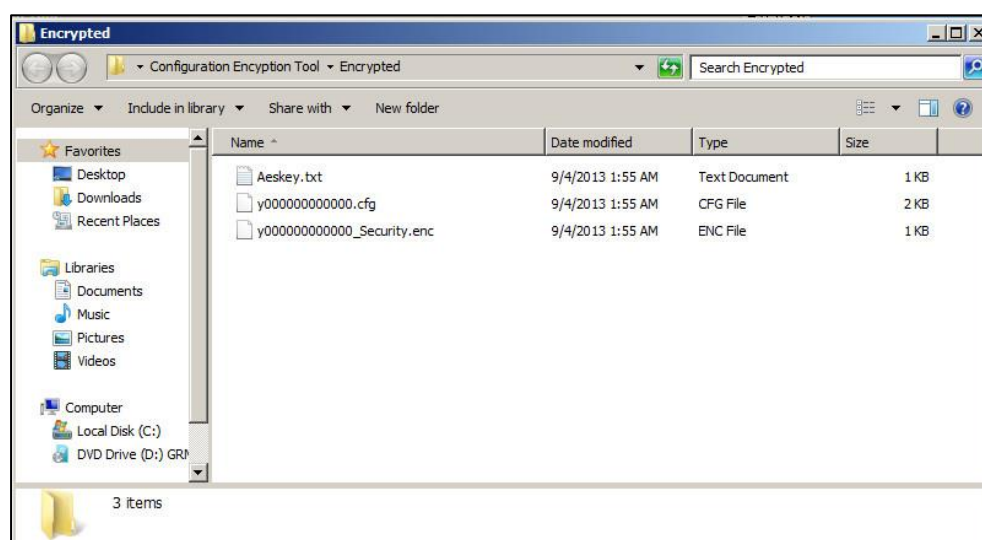 Encrypted
Configuration Encyption Tool Encrypted
Search Encrypted
Organize Include in library Share with New folder
Name Date modified Type Size
Favorites
Desktop
Downloads
Recent Places
Libraries
Documents
Music
Pictures
Videos
Computer
Local Disk (C:)
DVD Drive (D:)
Aeskey.txt 9/4/2013 1:55 AM Text Document 1 KB
y000000000000.cfg 9/4/2013 1:55 AM CFG File 2 KB
y000000000000_Security.enc 9/4/2013 1:55 AM ENC File 1 KB
3 items